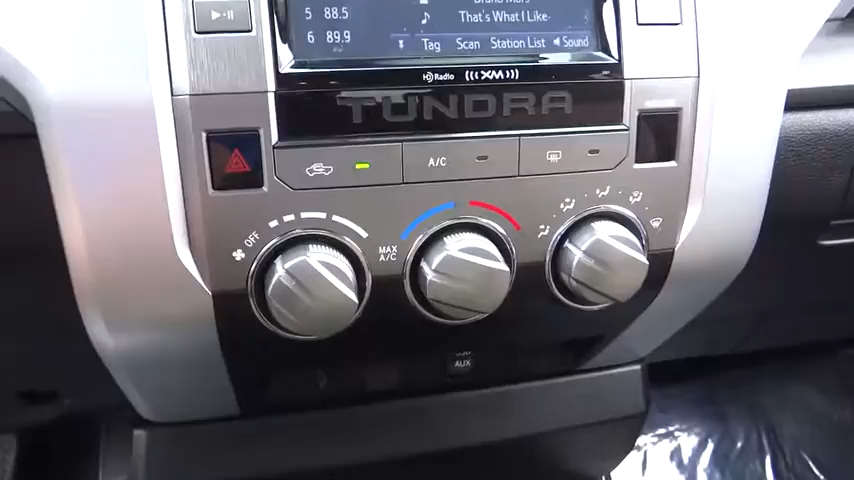 5 88.5
That's What I Like
6 89.9
Tag Scan Station List Sound
HD Radio XM
TUNDRA
A/C
OFF
MAX
A/C
AUX